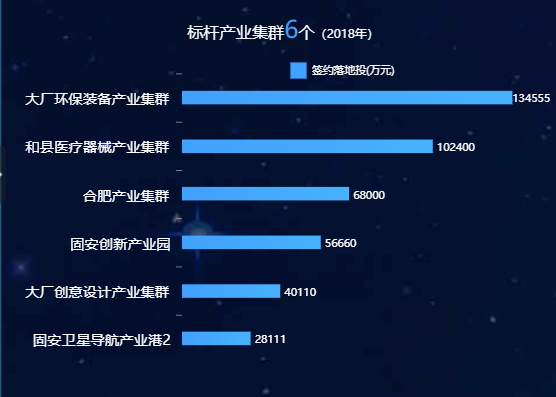 标杆产业集群6个（2018年）
签约落地投(万元)
大厂环保装备产业集群 134555
和县医疗器械产业集群 102400
合肥产业集群 68000
固安创新产业园 56660
大厂创意设计产业集群 40110
固安卫星导航产业港2 28111